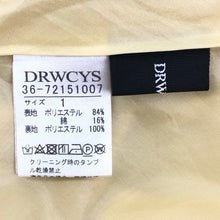 DRWCYS
36-72151007
サイズ
1
表地 ポリエステル 84%
綿 16%
裏地 ポリエステル 100%
クリーニング時のタンブ
ル乾燥禁止
DRW